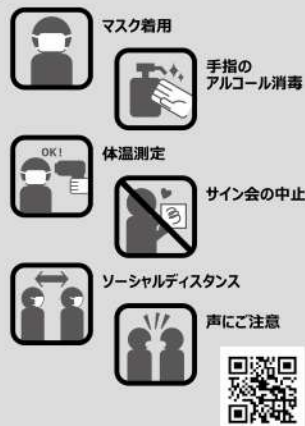 マスク着用
手指の
アルコール消毒
OK!
体温測定
サイン会の中止
ソーシャルディスタンス
声にご注意